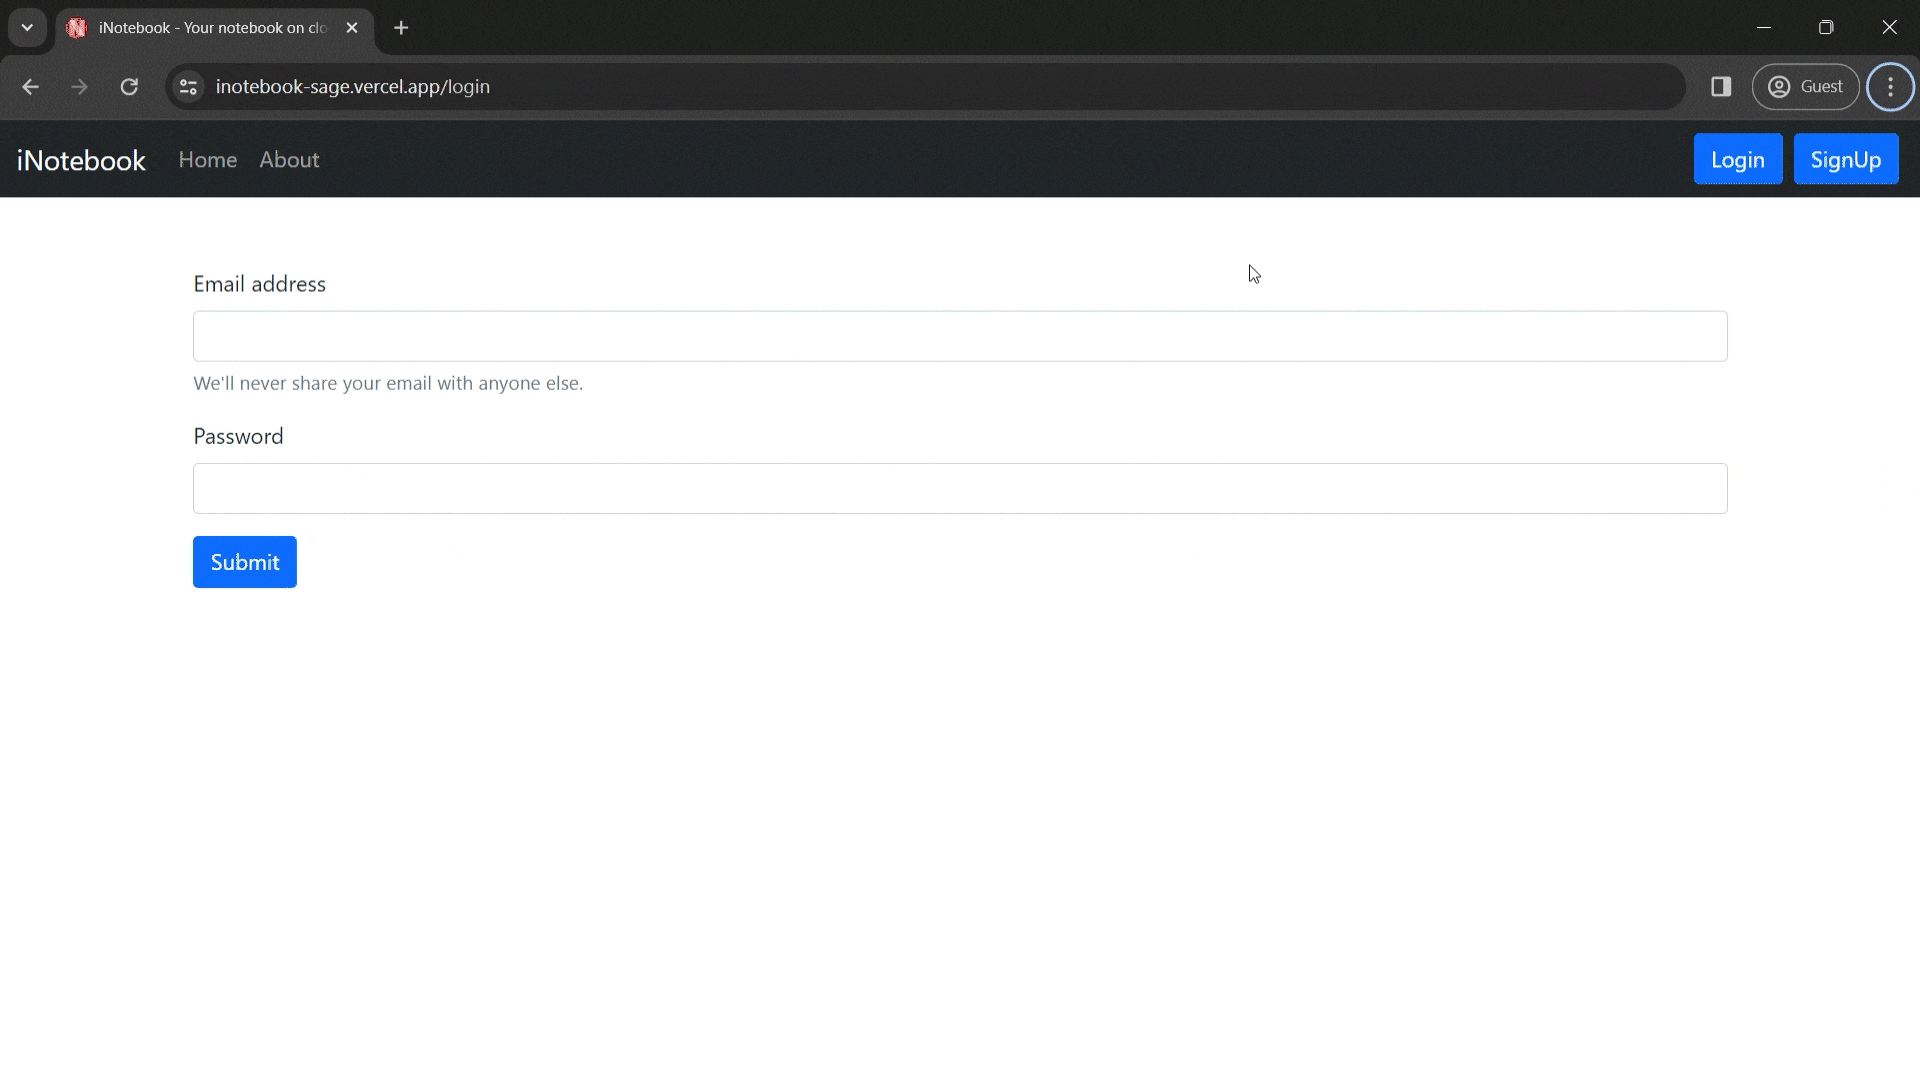 iNotebook - Your notebook on clo
inotebook-sage.vercel.app/login
Guest
iNotebook Home About Login SignUp
Email address
We'll never share your email with anyone else.
Password
Submit